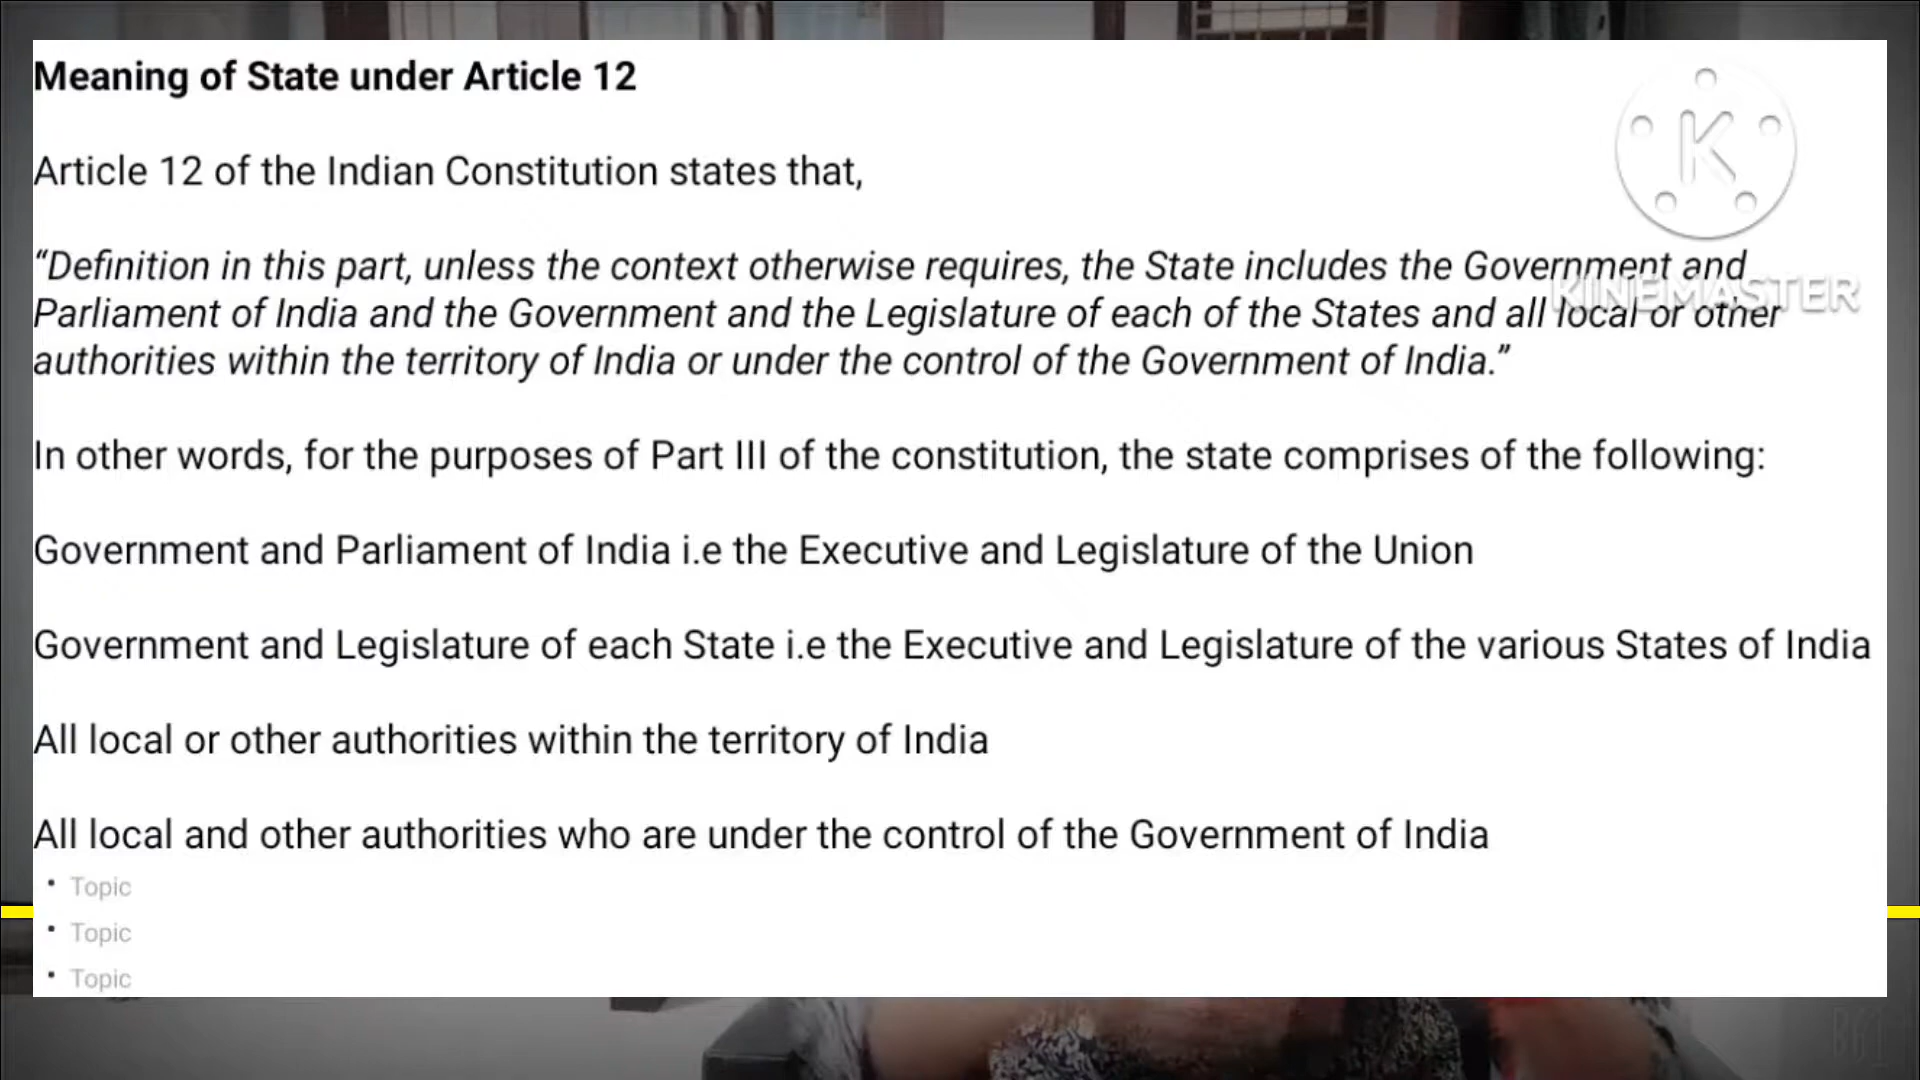 Meaning of State under Article 12
Article 12 of the Indian Constitution states that,
“Definition in this part, unless the context otherwise requires, the State includes the Government and
Parliament of India and the Government and the Legislature of each of the States and all local or other
authorities within the territory of India or under the control of the Government of India.”
In other words, for the purposes of Part III of the constitution, the state comprises of the following:
Government and Parliament of India i.e the Executive and Legislature of the Union
Government and Legislature of each State i.e the Executive and Legislature of the various States of India
All local or other authorities within the territory of India
All local and other authorities who are under the control of the Government of India
• Topic
• Topic
• Topic
K
KINEMASTER